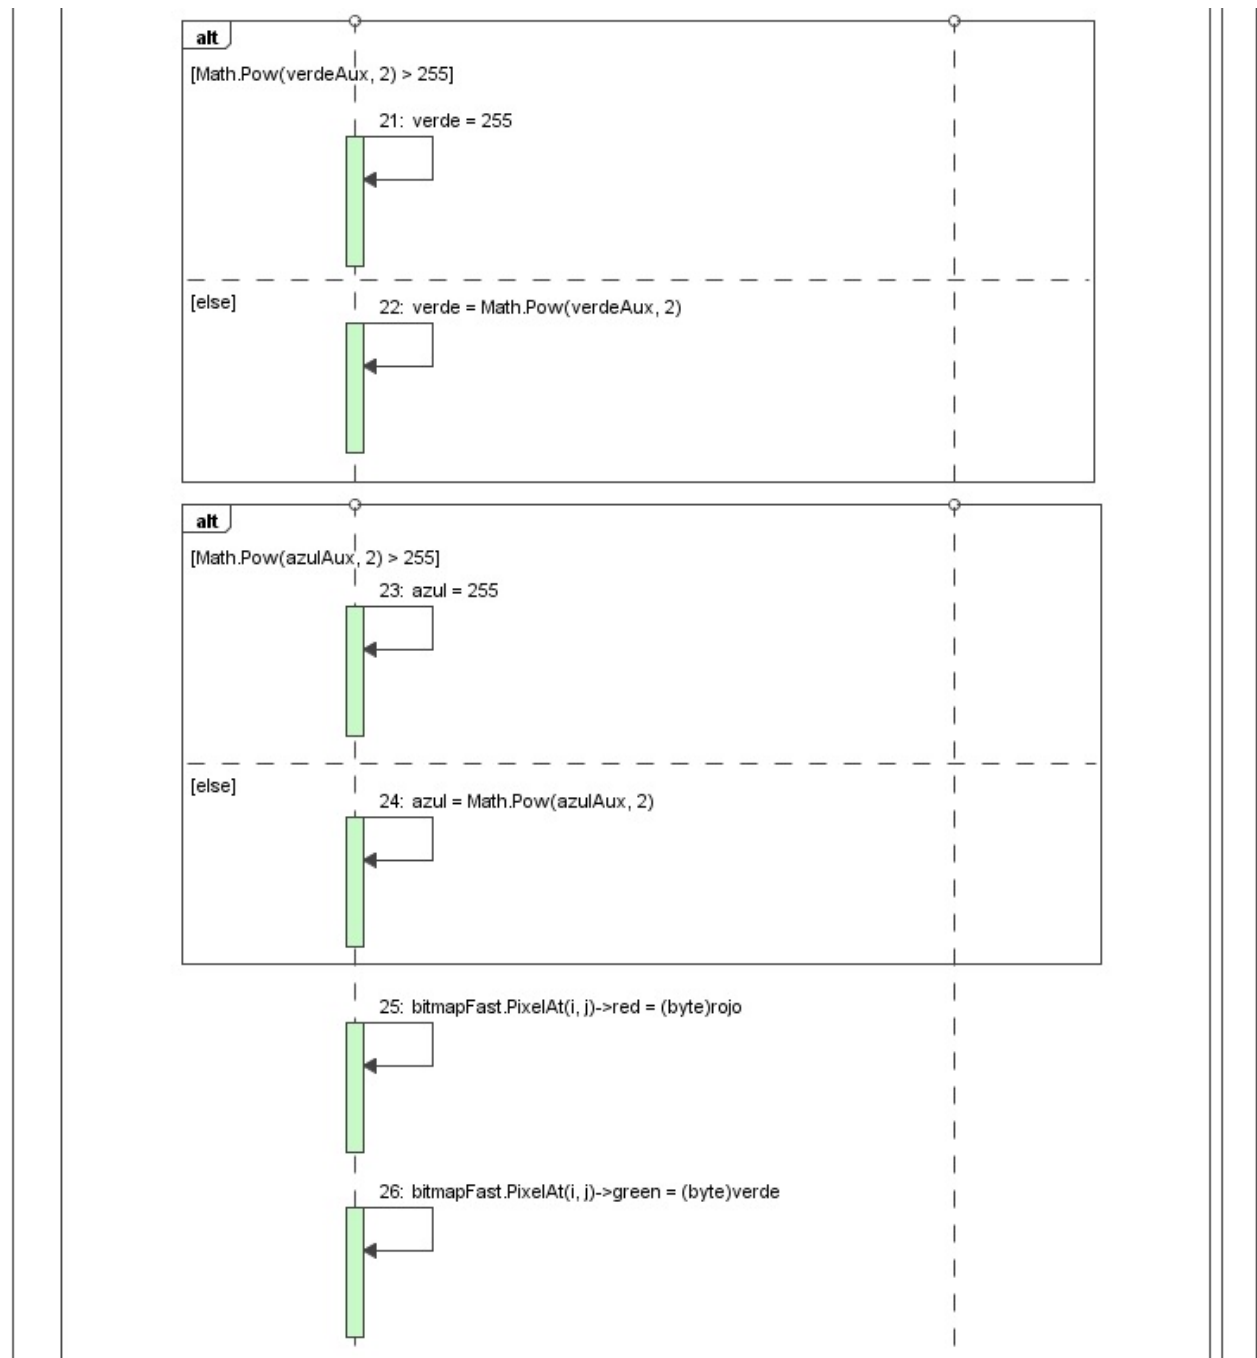 alt
[Math.Pow(verdeAux, 2) > 255]
21: verde = 255
[else]
22: verde = Math.Pow(verdeAux, 2)
alt
[Math.Pow(azulAux, 2) > 255]
23: azul = 255
[else]
24: azul = Math.Pow(azulAux, 2)
25: bitmapFast.PixelAt(i, j)->red = (byte)rojo
26: bitmapFast.PixelAt(i, j)->green = (byte)verde